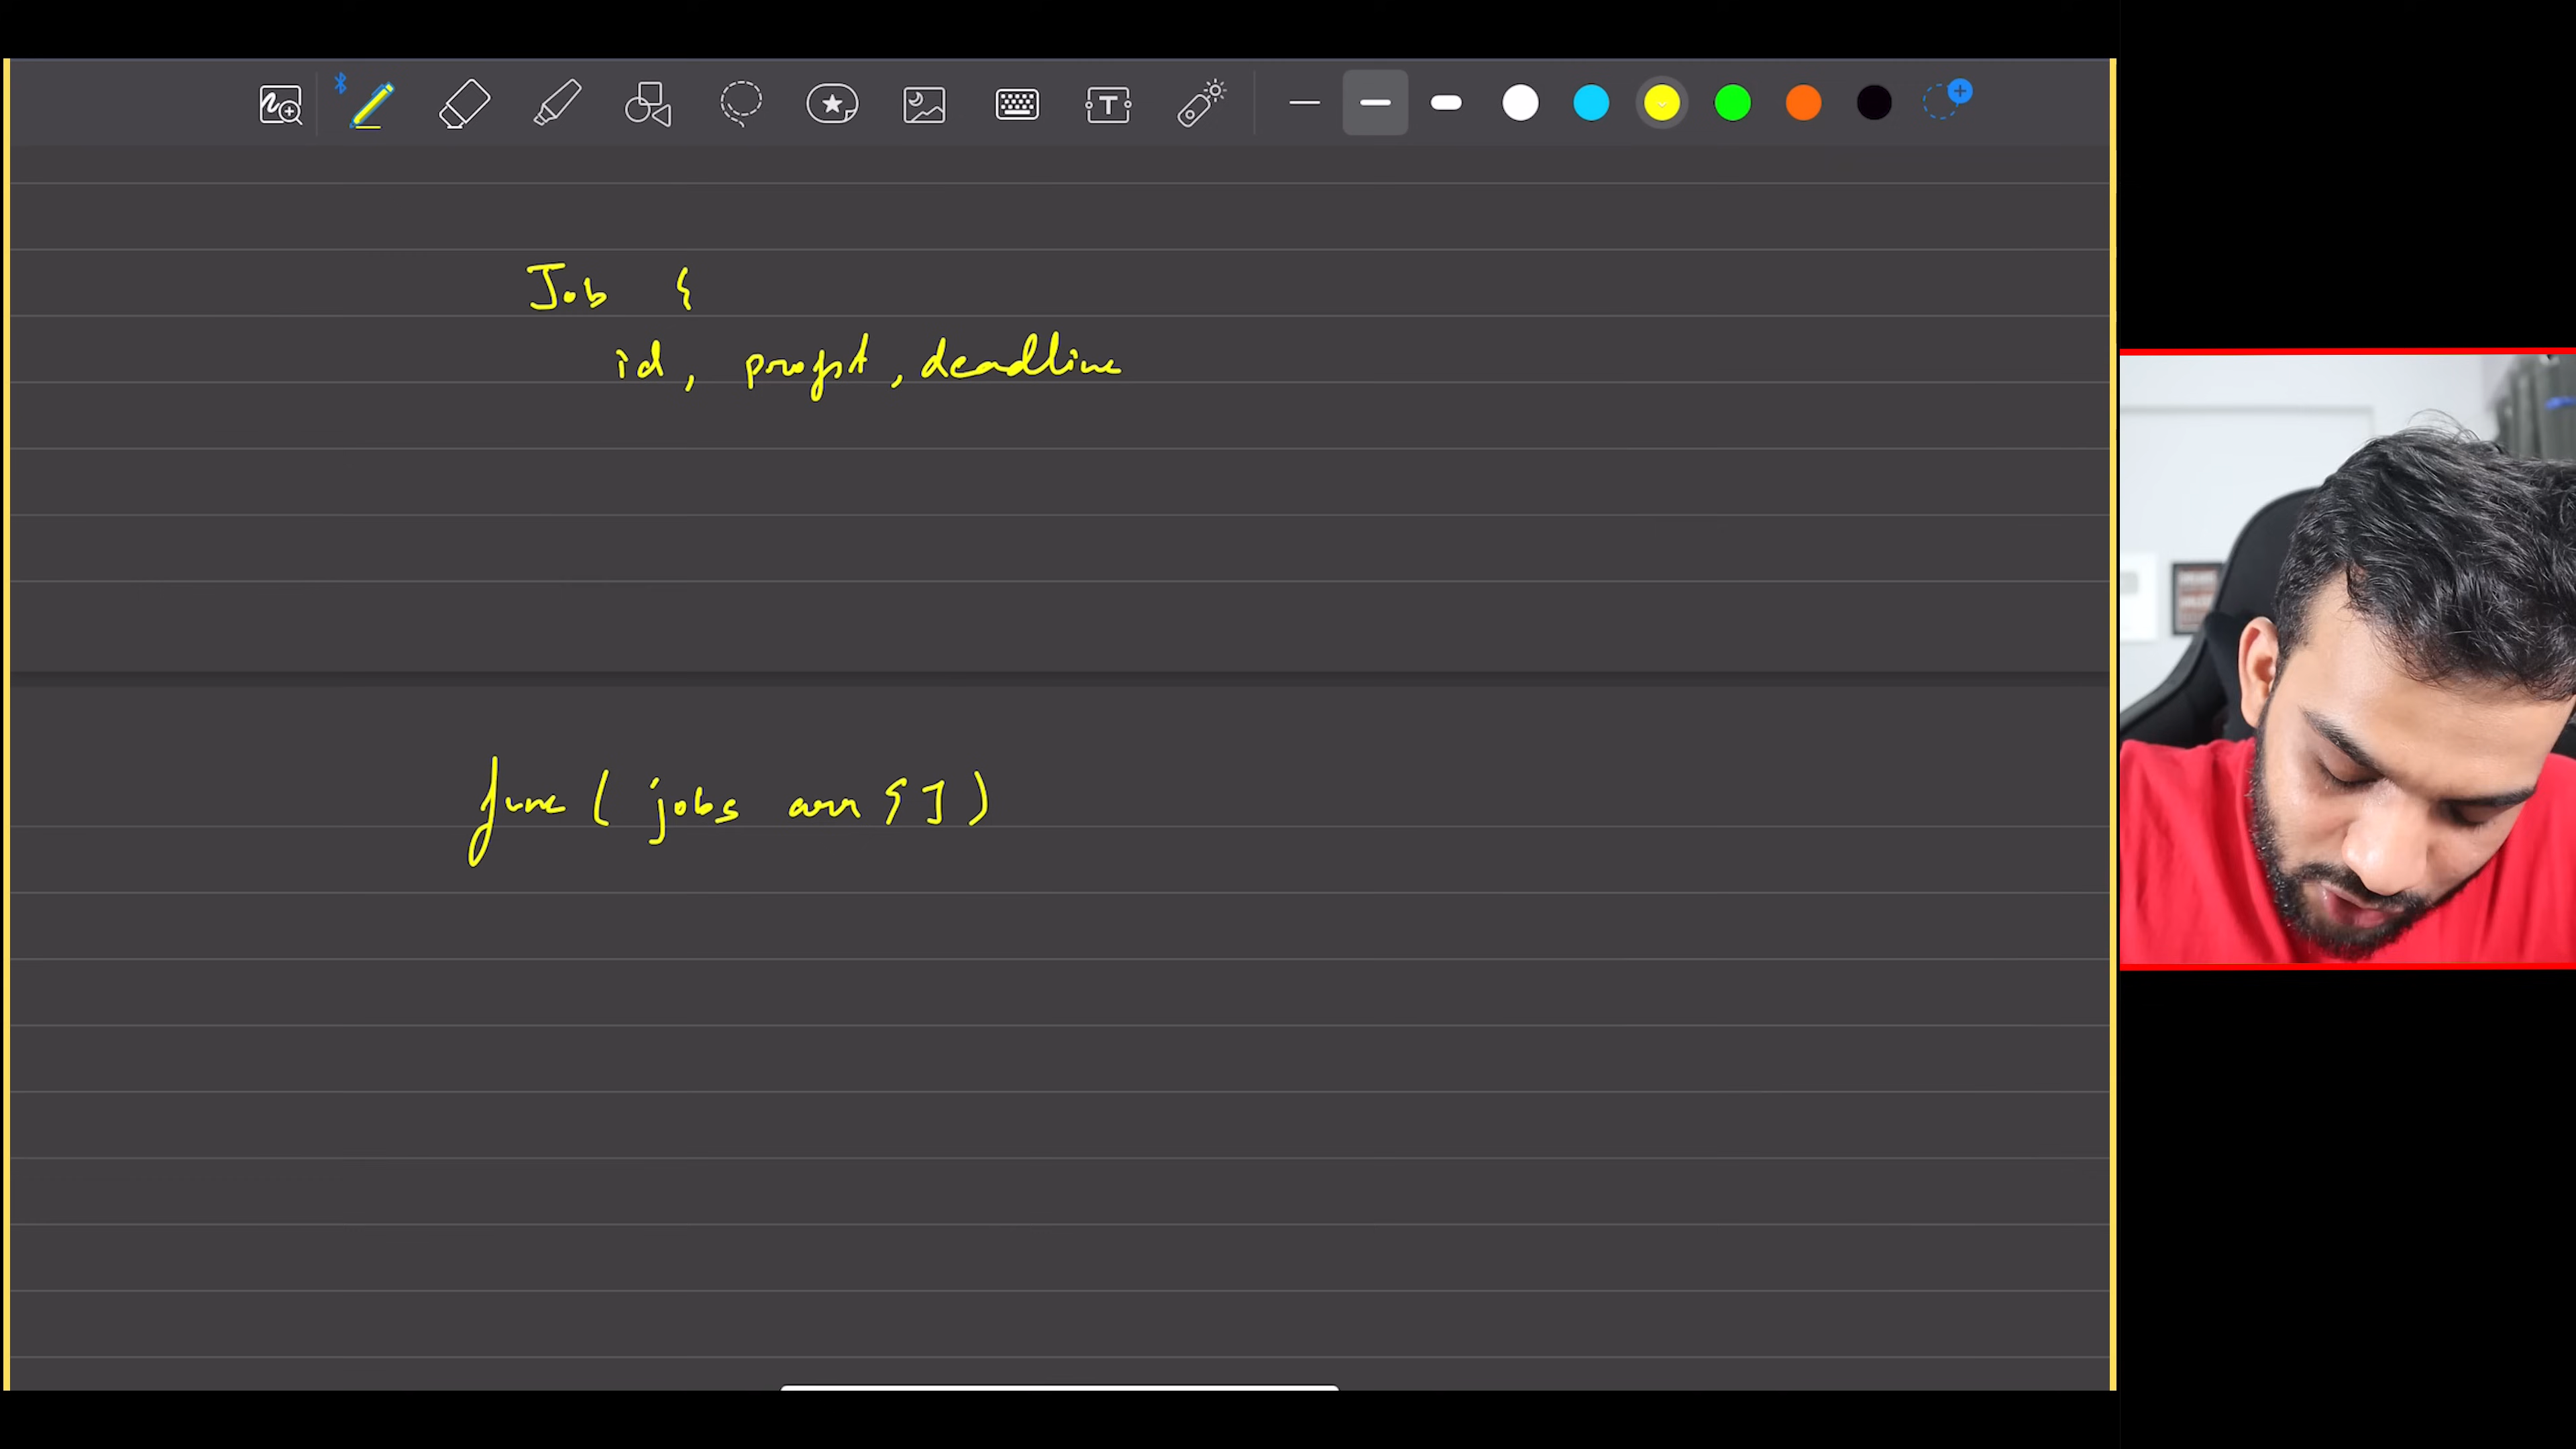 Job {
id, profit, deadline
func ( jobs arr [ ] )